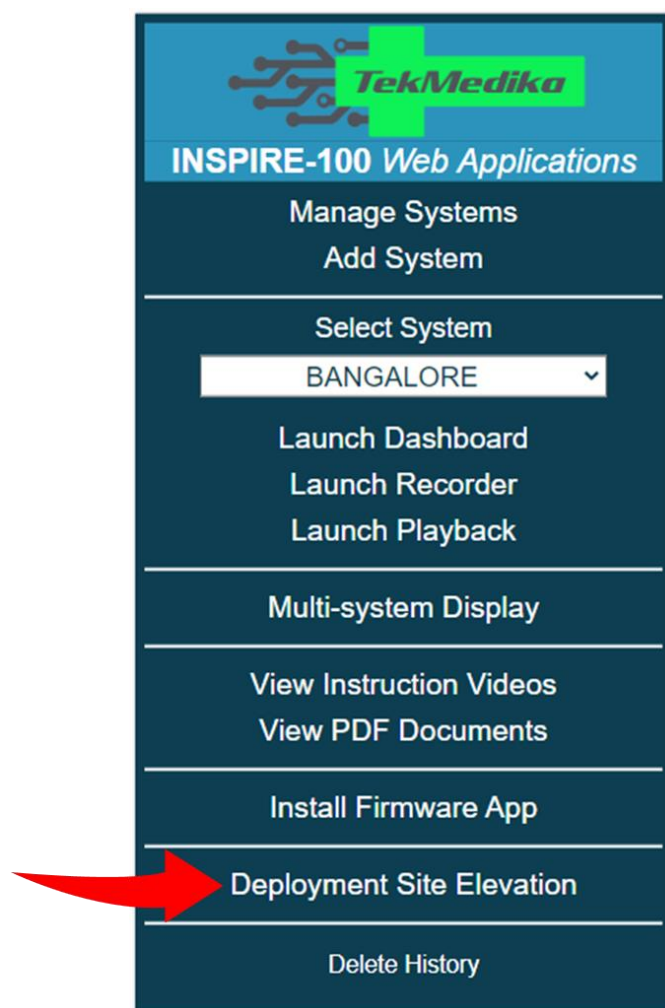 TekMedika
INSPIRE-100 Web Applications
Manage Systems
Add System
Select System
BANGALORE
Launch Dashboard
Launch Recorder
Launch Playback
Multi-system Display
View Instruction Videos
View PDF Documents
Install Firmware App
Deployment Site Elevation
Delete History